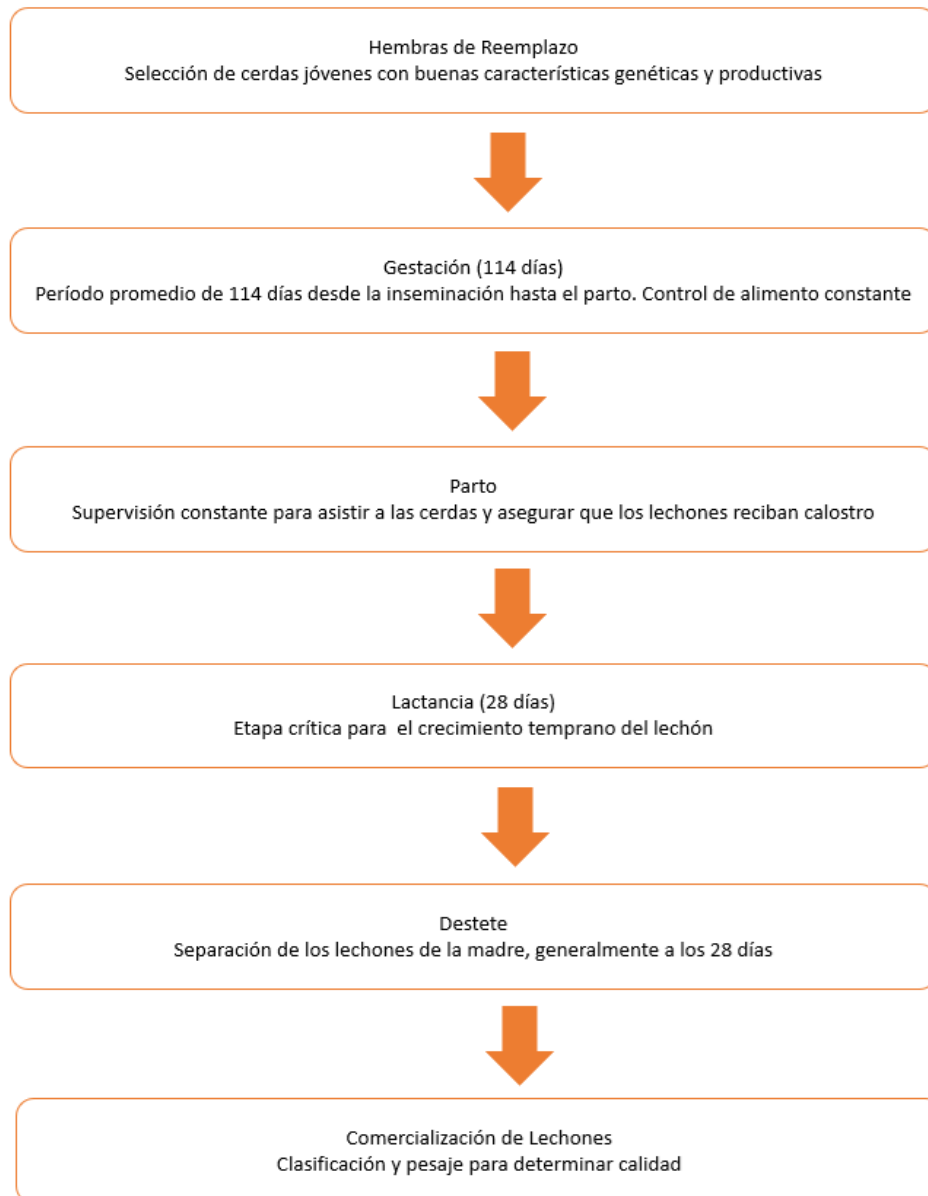 Hembras de Reemplazo
Selección de cerdas jóvenes con buenas características genéticas y productivas
Gestación (114 días)
Período promedio de 114 días desde la inseminación hasta el parto. Control de alimento constante
Parto
Supervisión constante para asistir a las cerdas y asegurar que los lechones reciban calostro
Lactancia (28 días)
Etapa crítica para  el crecimiento temprano del lechón
Destete
Separación de los lechones de la madre, generalmente a los 28 días
Comercialización de Lechones
Clasificación y pesaje para determinar calidad